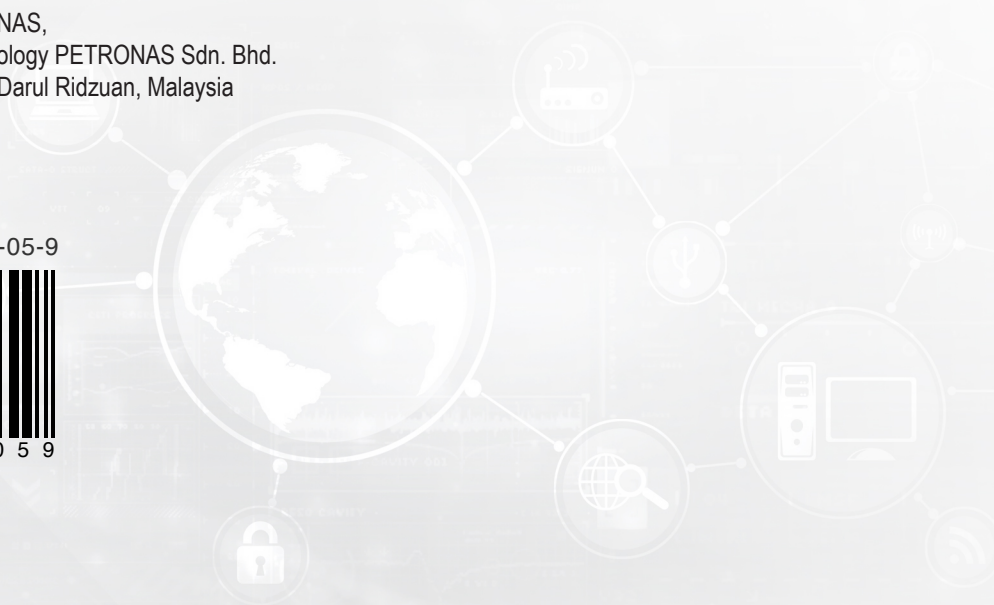 NAS,
ology PETRONAS Sdn. Bhd.
Darul Ridzuan, Malaysia
-05-9
0 5 9